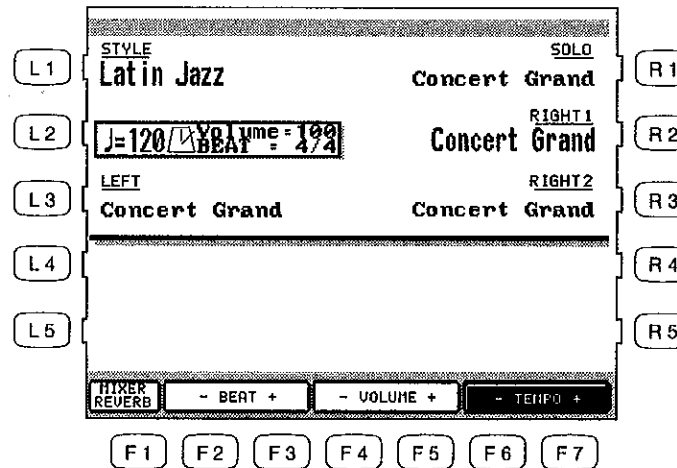 STYLE SOLO
L1 Latin Jazz Concert Grand R1
RIGHT1
L2 ♩=120 Volume=100 Concert Grand R2
BEAT = 4/4
LEFT RIGHT2
L3 Concert Grand Concert Grand R3
L4 R4
L5 R5
MIXER
REVERB - BEAT + - VOLUME + - TEMPO +
F1 F2 F3 F4 F5 F6 F7